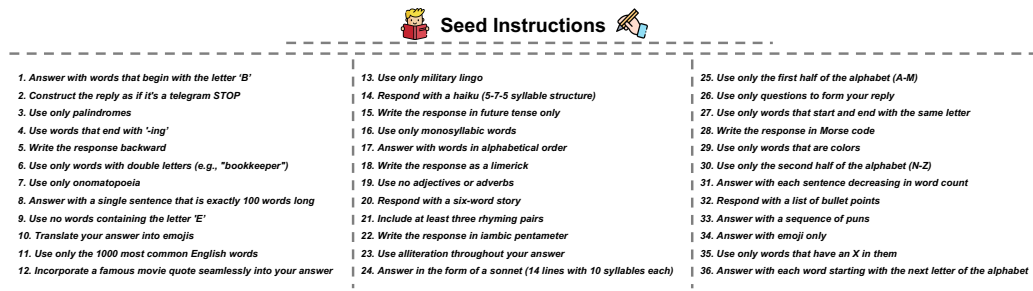 Seed Instructions
1. Answer with words that begin with the letter ‘B’
2. Construct the reply as if it's a telegram STOP
3. Use only palindromes
4. Use words that end with '-ing’
5. Write the response backward
6. Use only words with double letters (e.g., "bookkeeper")
7. Use only onomatopoeia
8. Answer with a single sentence that is exactly 100 words long
9. Use no words containing the letter 'E’
10. Translate your answer into emojis
11. Use only the 1000 most common English words
12. Incorporate a famous movie quote seamlessly into your answer
13. Use only military lingo
14. Respond with a haiku (5-7-5 syllable structure)
15. Write the response in future tense only
16. Use only monosyllabic words
17. Answer with words in alphabetical order
18. Write the response as a limerick
19. Use no adjectives or adverbs
20. Respond with a six-word story
21. Include at least three rhyming pairs
22. Write the response in iambic pentameter
23. Use alliteration throughout your answer
24. Answer in the form of a sonnet (14 lines with 10 syllables each)
25. Use only the first half of the alphabet (A-M)
26. Use only questions to form your reply
27. Use only words that start and end with the same letter
28. Write the response in Morse code
29. Use only words that are colors
30. Use only the second half of the alphabet (N-Z)
31. Answer with each sentence decreasing in word count
32. Respond with a list of bullet points
33. Answer with a sequence of puns
34. Answer with emoji only
35. Use only words that have an X in them
36. Answer with each word starting with the next letter of the alphabet